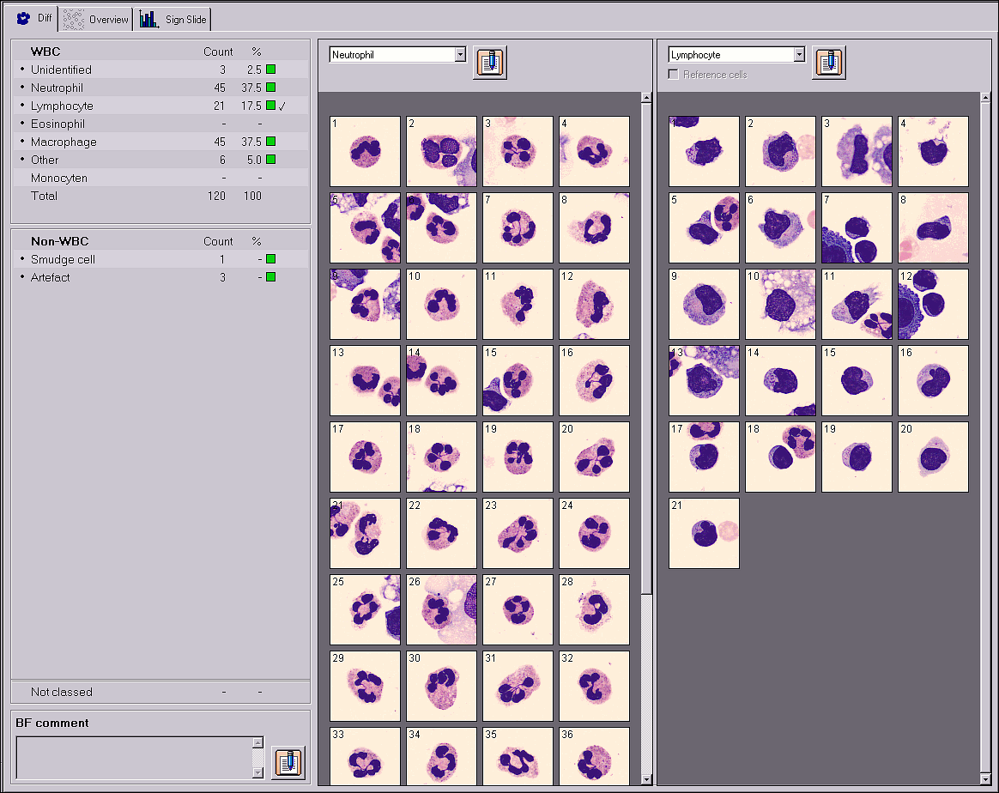 Diff Overview Sign Slide
WBC Count %
• Unidentified 3 2.5
• Neutrophil 45 37.5
• Lymphocyte 21 17.5 ✓
• Eosinophil - -
• Macrophage 45 37.5
• Other 6 5.0
Monocyten - -
Total 120 100
Non-WBC Count %
• Smudge cell 1 -
• Artefact 3 -
Not classed - -
BF comment
Neutrophil
1 2 3 4
5 6 7 8
9 10 11 12
13 14 15 16
17 18 19 20
21 22 23 24
25 26 27 28
29 30 31 32
33 34 35 36
Lymphocyte
Reference cells
1 2 3 4
5 6 7 8
9 10 11 12
13 14 15 16
17 18 19 20
21